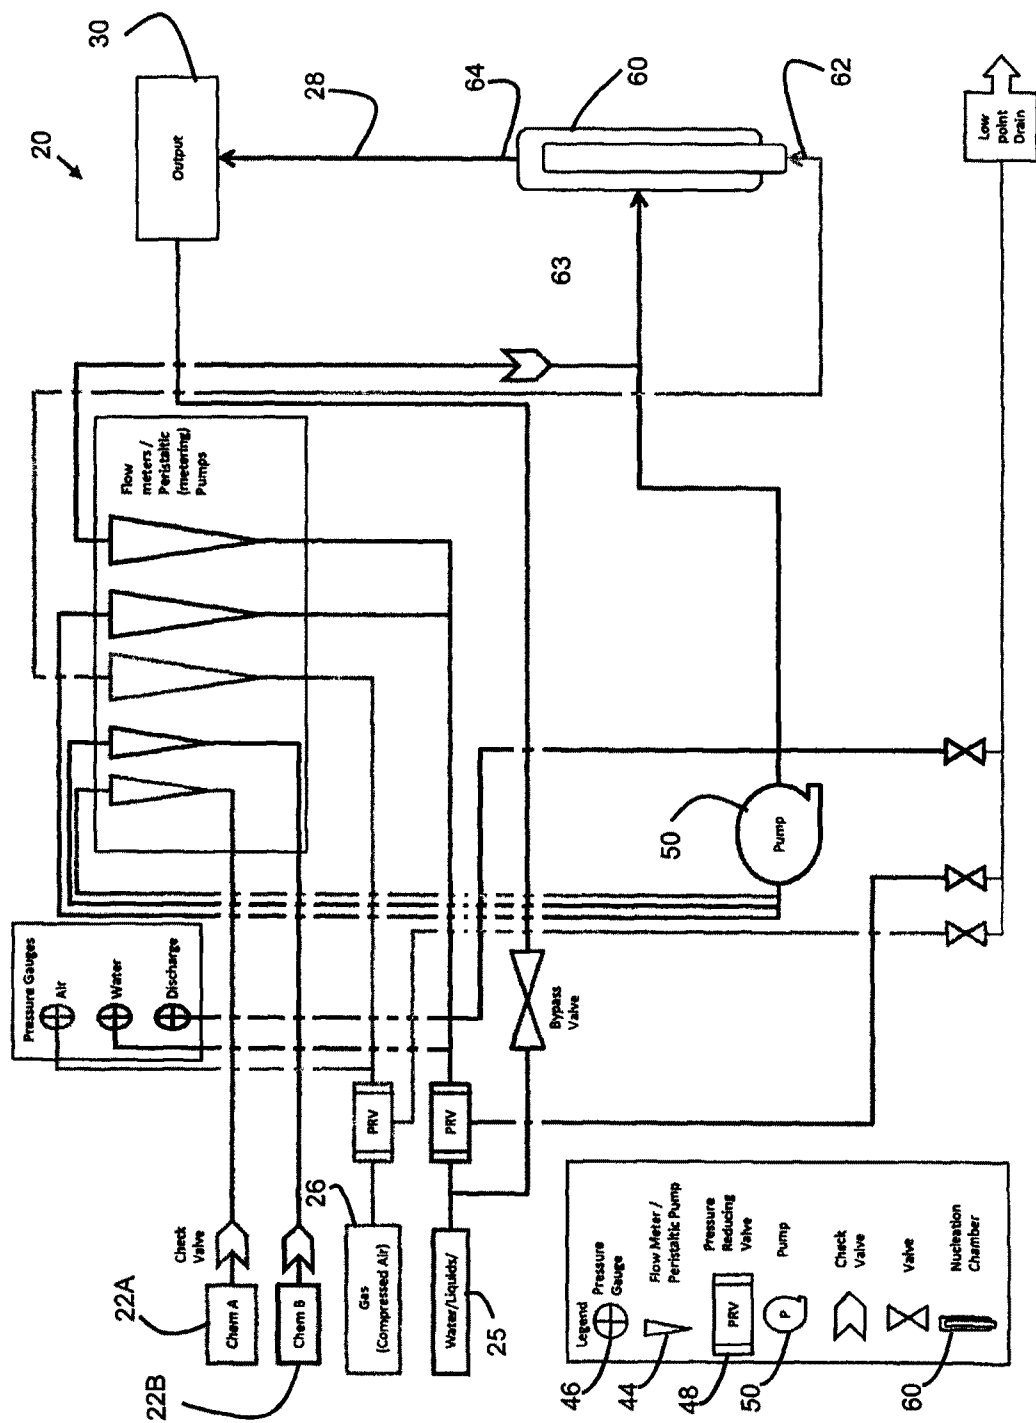 20
30
Output
28
64
60
62
63
Low
point
Drain
Flow
meters /
Peristaltic
(metering)
Pumps
Pressure Gauges
Air
Water
Discharge
50
Pump
Bypass
Valve
PRV
PRV
Check
Valve
22A
Chem A
22B
Chem B
26
Gas
(Compressed Air)
Water/Liquids/
25
Legend
46
Pressure
Gauge
44
Flow Meter /
Peristaltic Pump
48
PRV
Pressure
Reducing
Valve
50
P
Pump
Check
Valve
Valve
60
Nucleation
Chamber